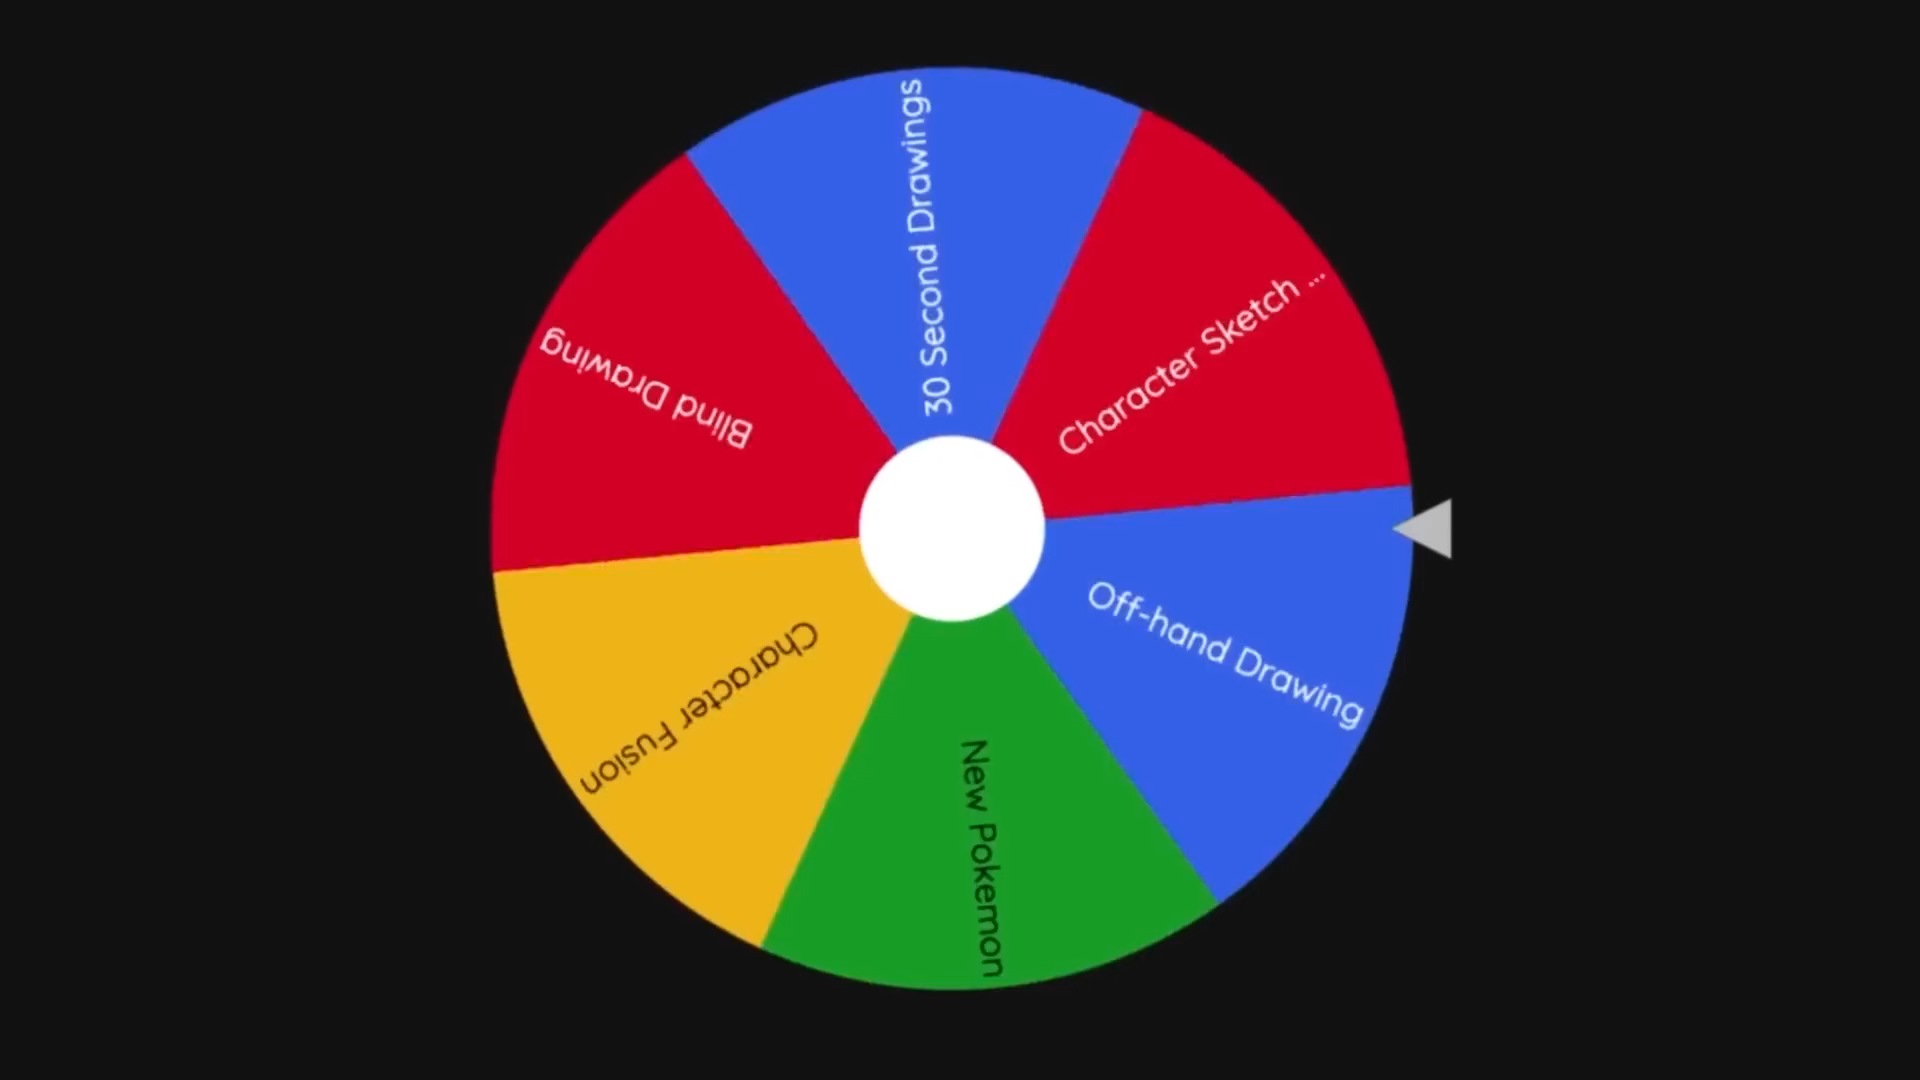 30 Second Drawings
Character Sketch ...
Off-hand Drawing
New Pokemon
Character Fusion
Blind Drawing